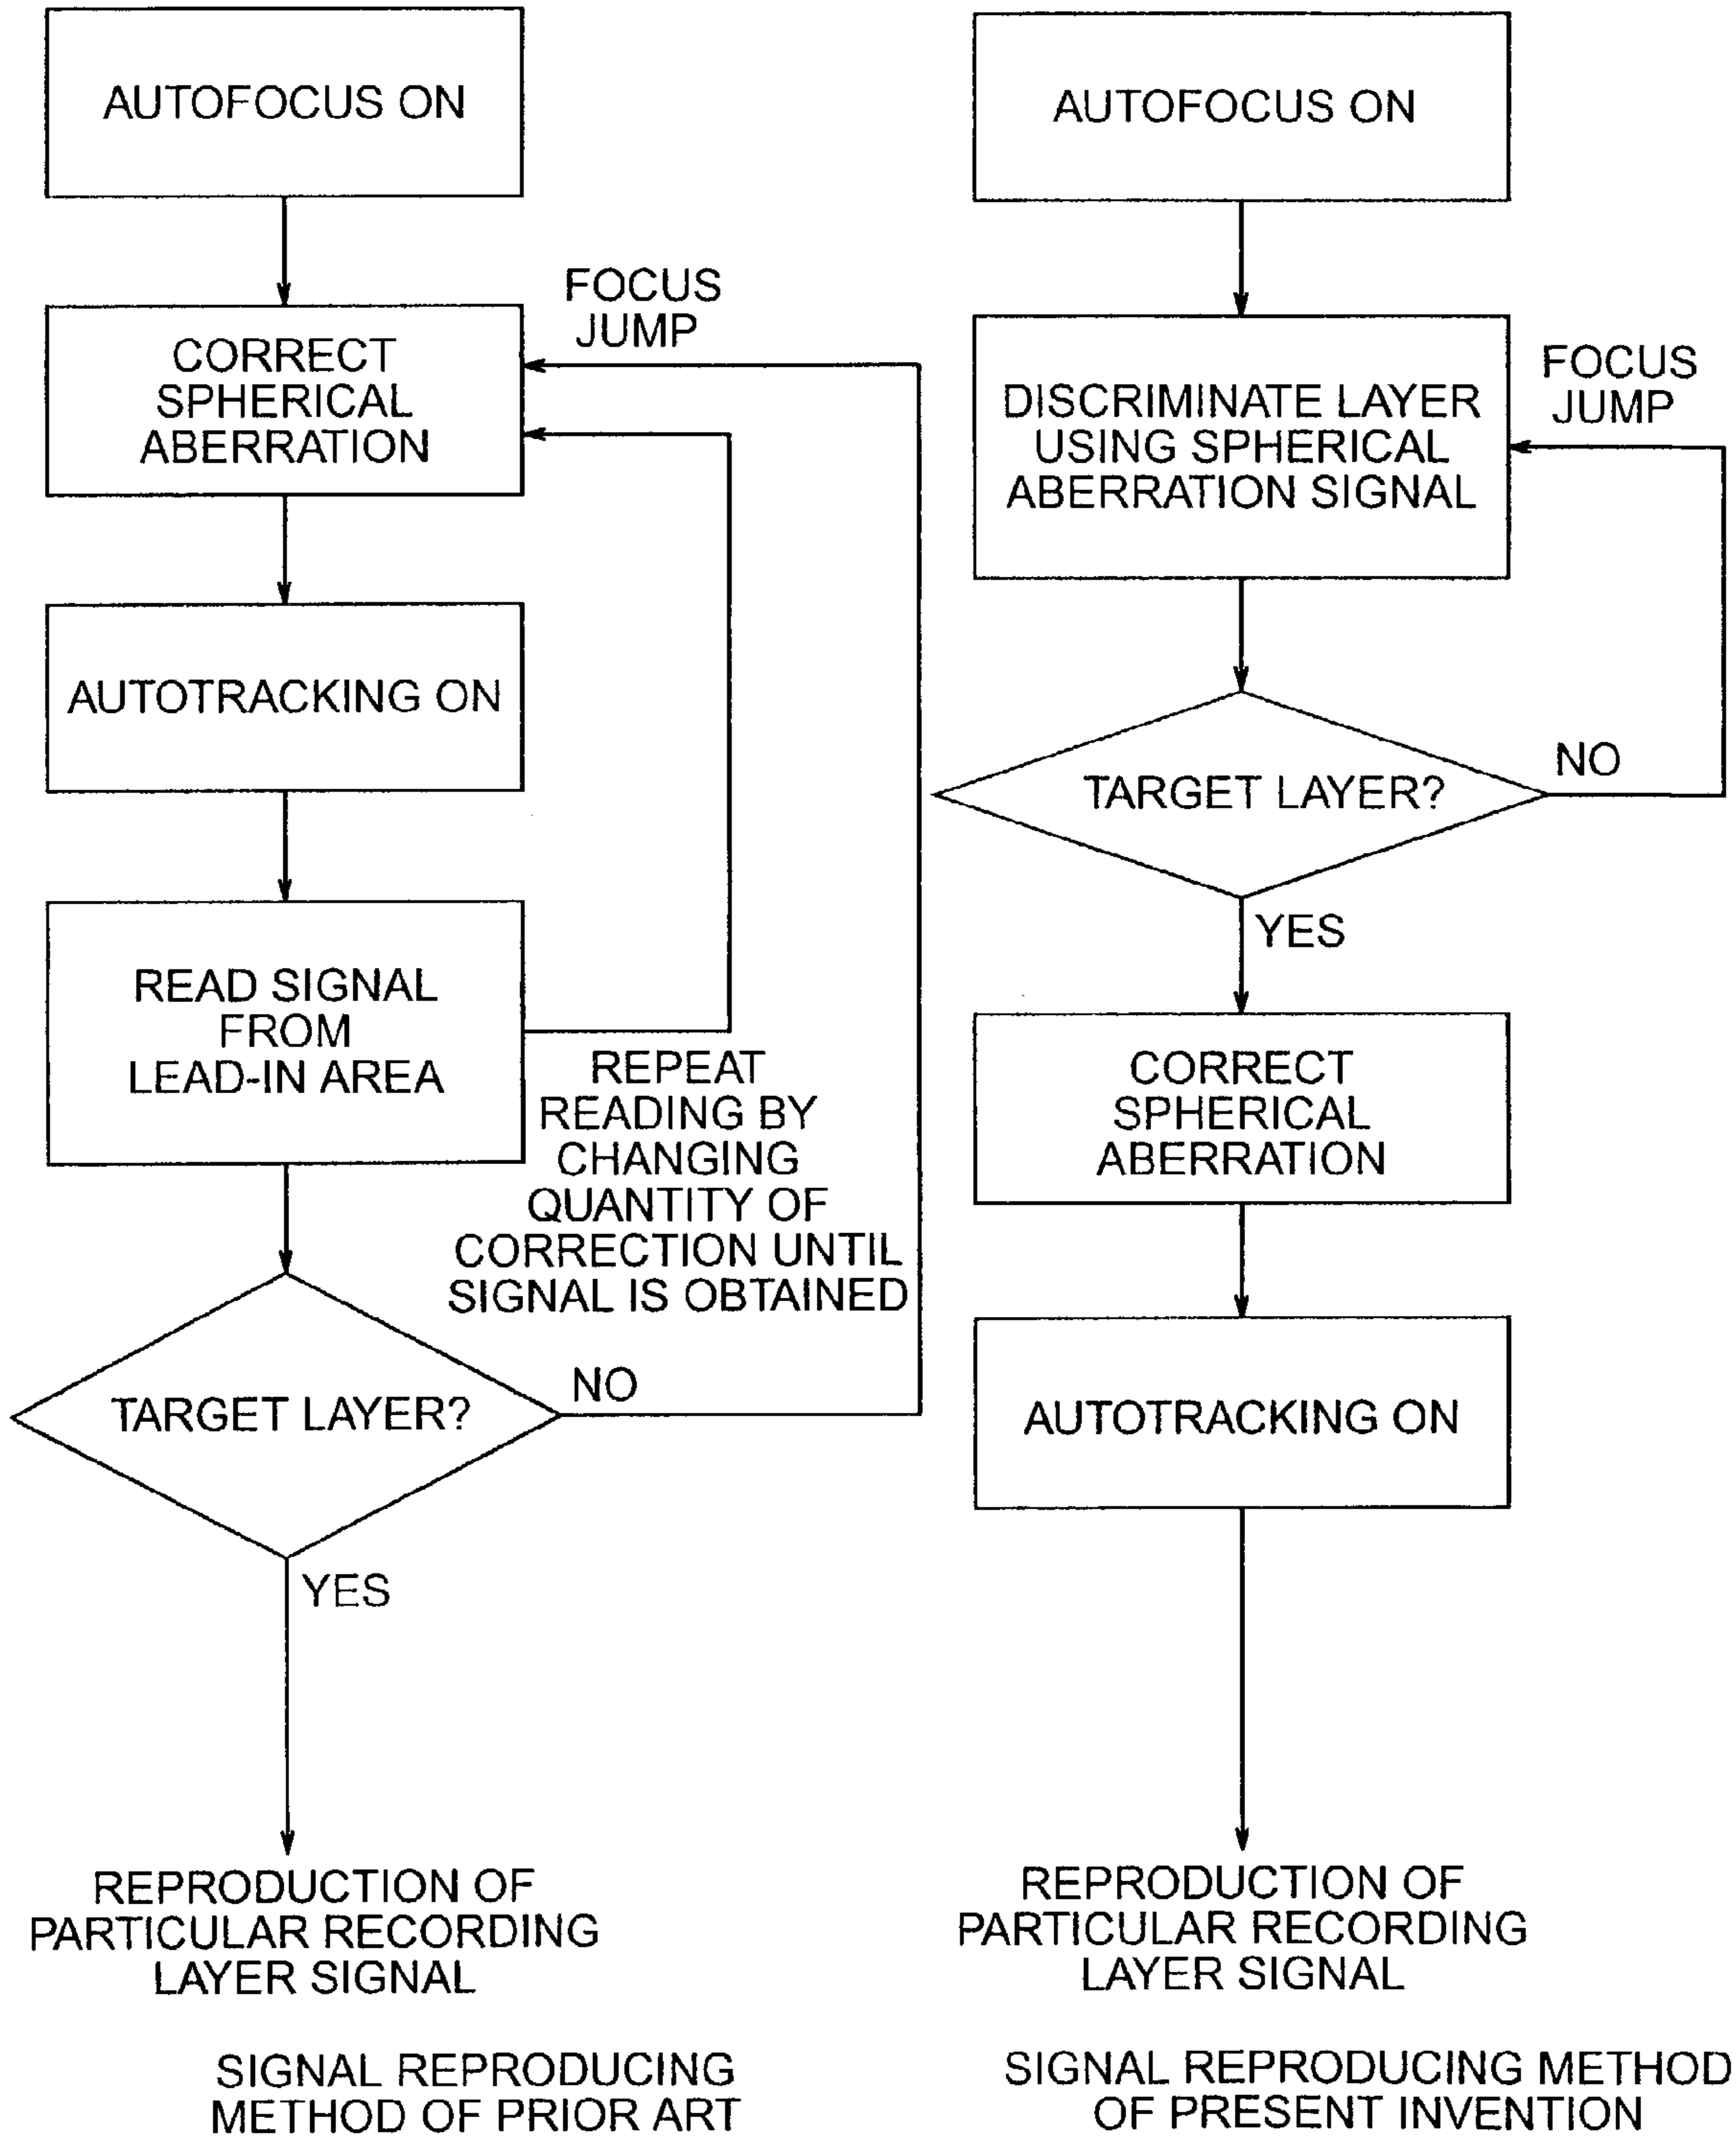 AUTOFOCUS ON
FOCUS
JUMP
CORRECT
SPHERICAL
ABERRATION
AUTOTRACKING ON
READ SIGNAL
FROM
LEAD-IN AREA
REPEAT
READING BY
CHANGING
QUANTITY OF
CORRECTION UNTIL
SIGNAL IS OBTAINED
TARGET LAYER?
NO
YES
REPRODUCTION OF
PARTICULAR RECORDING
LAYER SIGNAL
SIGNAL REPRODUCING
METHOD OF PRIOR ART
AUTOFOCUS ON
FOCUS
JUMP
DISCRIMINATE LAYER
USING SPHERICAL
ABERRATION SIGNAL
TARGET LAYER?
NO
YES
CORRECT
SPHERICAL
ABERRATION
AUTOTRACKING ON
REPRODUCTION OF
PARTICULAR RECORDING
LAYER SIGNAL
SIGNAL REPRODUCING METHOD
OF PRESENT INVENTION